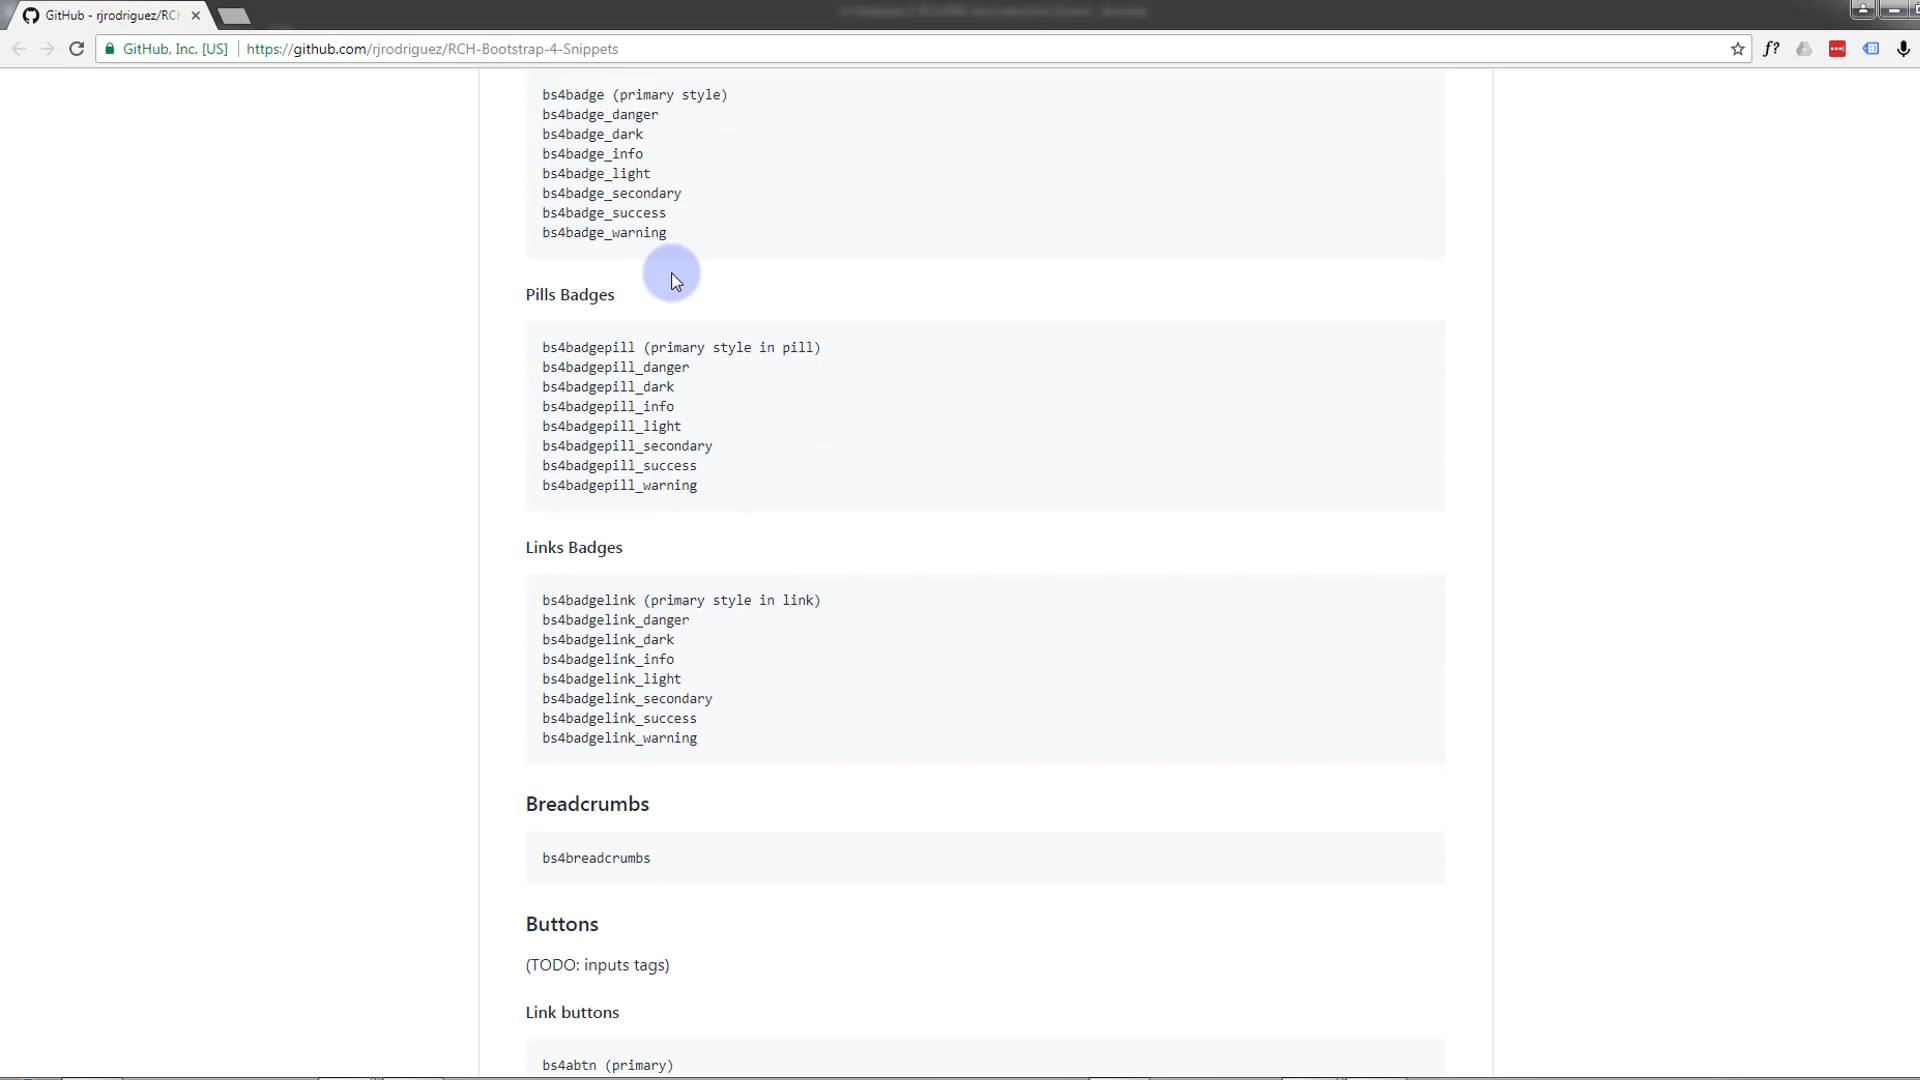 GitHub - rjrodriguez/RCH
GitHub, Inc. [US]
https://github.com/rjrodriguez/RCH-Bootstrap-4-Snippets
f?
bs4badge (primary style)
bs4badge_danger
bs4badge_dark
bs4badge_info
bs4badge_light
bs4badge_secondary
bs4badge_success
bs4badge_warning
Pills Badges
bs4badgepill (primary style in pill)
bs4badgepill_danger
bs4badgepill_dark
bs4badgepill_info
bs4badgepill_light
bs4badgepill_secondary
bs4badgepill_success
bs4badgepill_warning
Links Badges
bs4badgelink (primary style in link)
bs4badgelink_danger
bs4badgelink_dark
bs4badgelink_info
bs4badgelink_light
bs4badgelink_secondary
bs4badgelink_success
bs4badgelink_warning
Breadcrumbs
bs4breadcrumbs
Buttons
(TODO: inputs tags)
Link buttons
bs4abtn (primary)